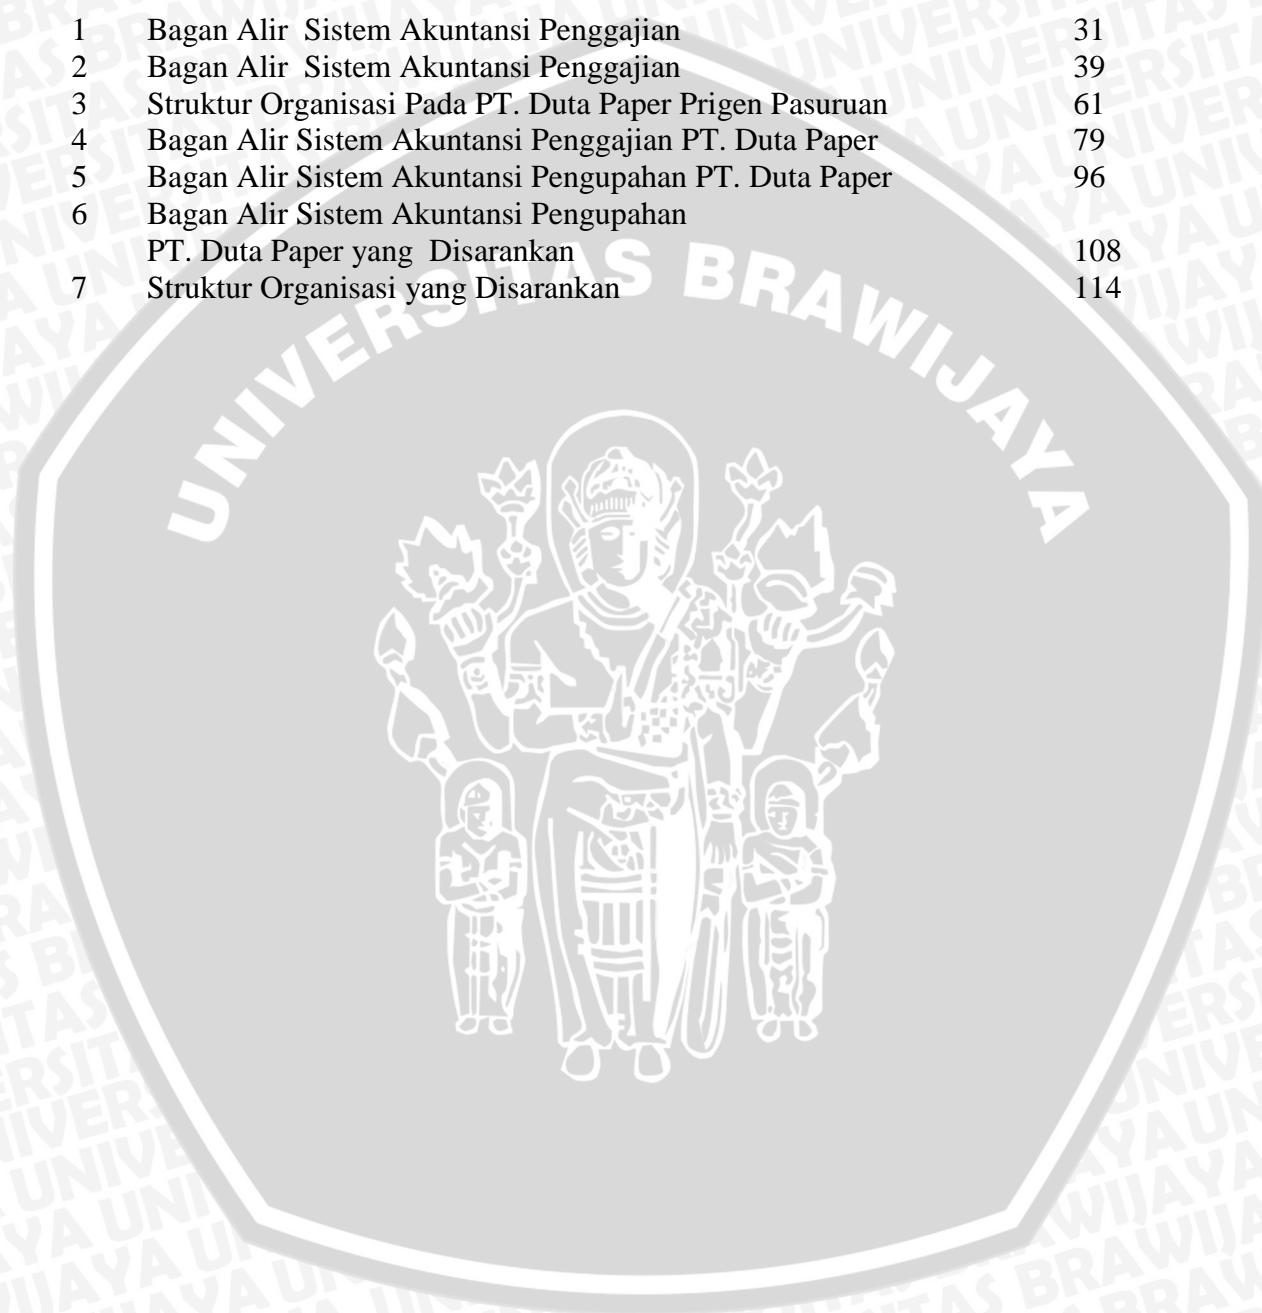 1 Bagan Alir Sistem Akuntansi Penggajian 31
2 Bagan Alir Sistem Akuntansi Penggajian 39
3 Struktur Organisasi Pada PT. Duta Paper Prigen Pasuruan 61
4 Bagan Alir Sistem Akuntansi Penggajian PT. Duta Paper 79
5 Bagan Alir Sistem Akuntansi Pengupahan PT. Duta Paper 96
6 Bagan Alir Sistem Akuntansi Pengupahan
PT. Duta Paper yang Disarankan 108
7 Struktur Organisasi yang Disarankan 114
UNIVERSITAS BRAWIJAYA